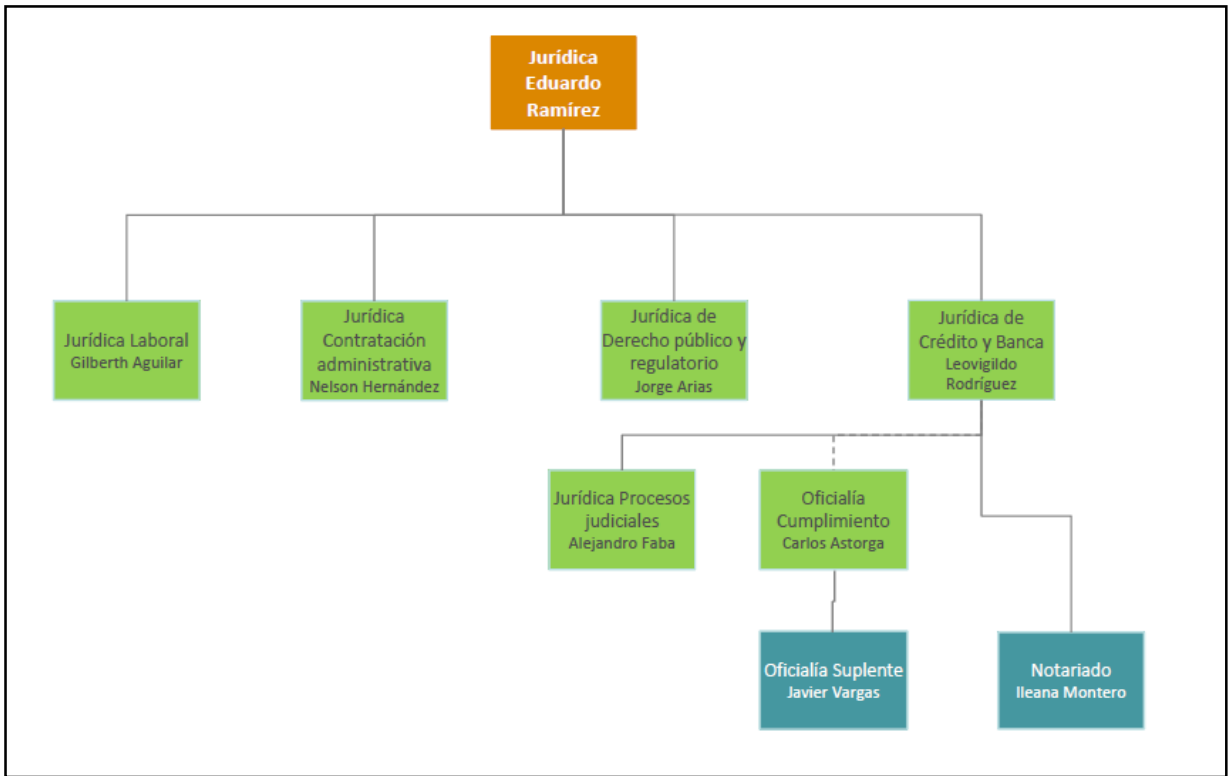 Jurídica
Eduardo
Ramírez
Jurídica Laboral
Gilberth Aguilar
Jurídica
Contratación
administrativa
Nelson Hernández
Jurídica de
Derecho público y
regulatorio
Jorge Arias
Jurídica de
Crédito y Banca
Leovigildo
Rodríguez
Jurídica Procesos
judiciales
Alejandro Faba
Oficialía
Cumplimiento
Carlos Astorga
Oficialía Suplente
Javier Vargas
Notariado
Ileana Montero